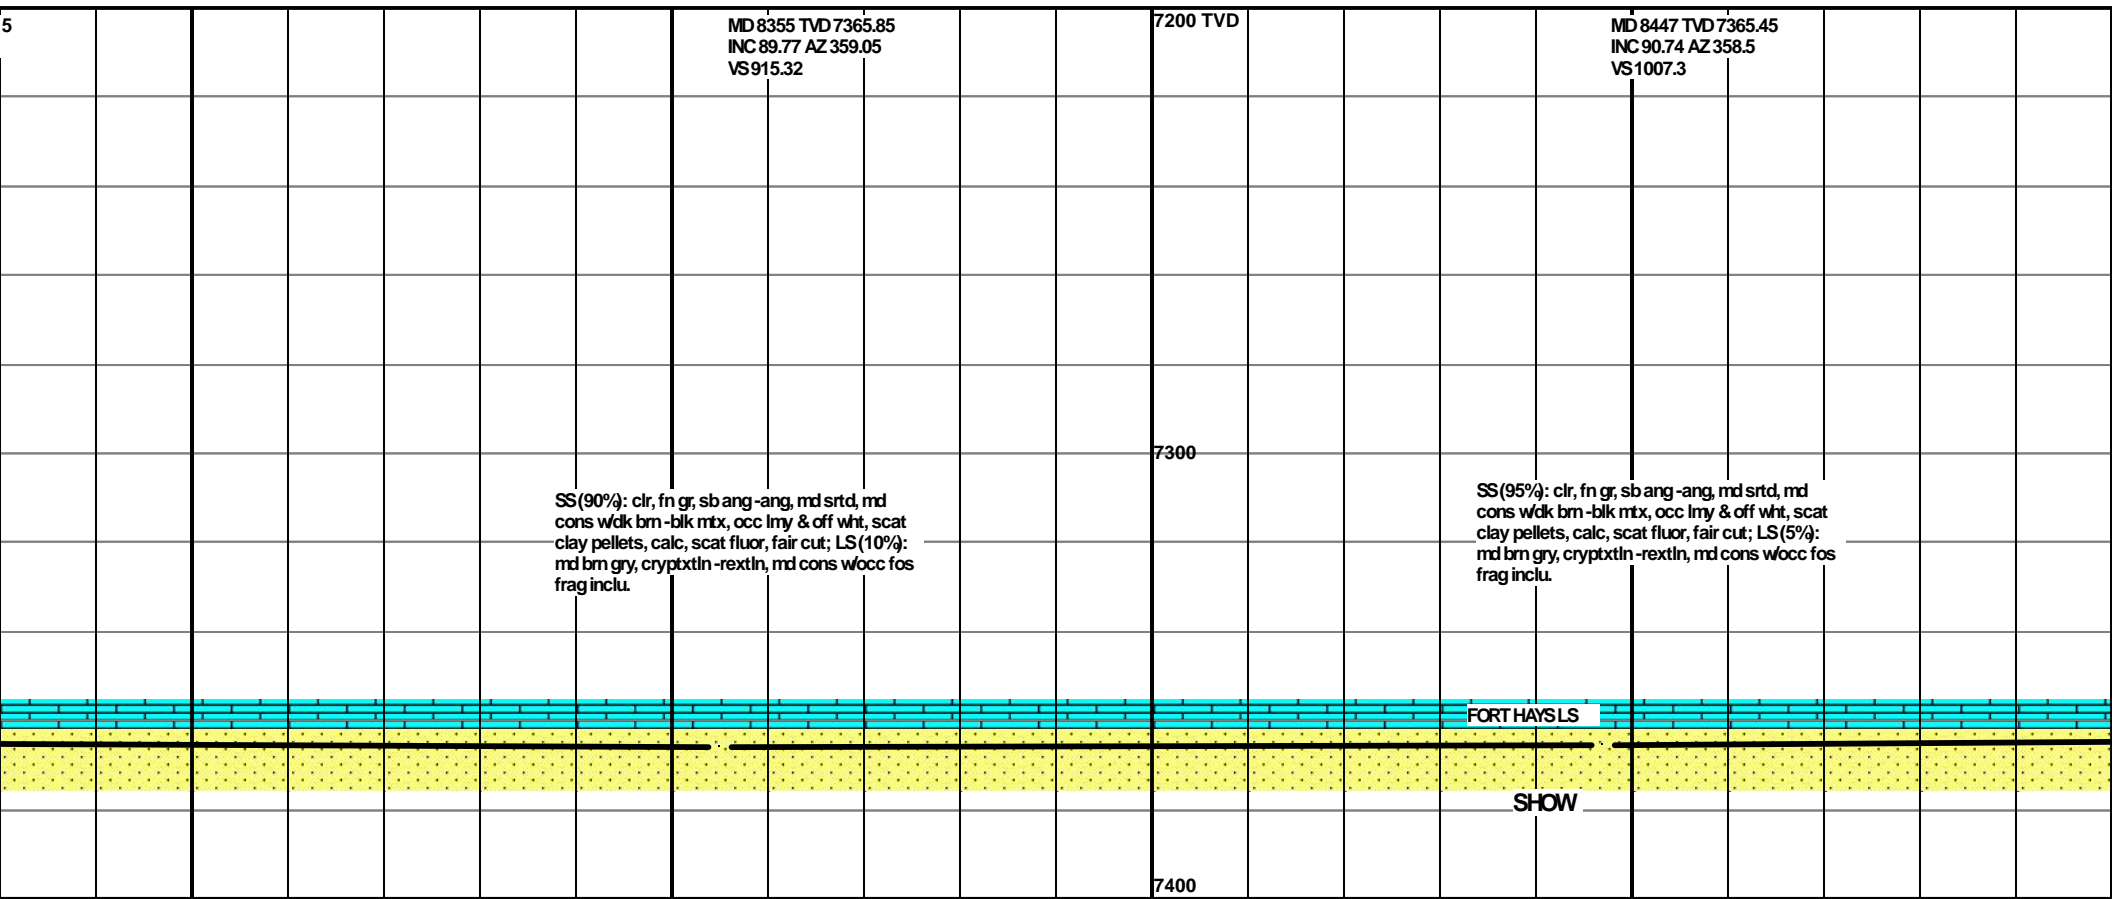 5
MD 8355 TVD 7365.85
INC 89.77 AZ 359.05
VS 915.32
7200 TVD
MD 8447 TVD 7365.45
INC 90.74 AZ 358.5
VS 1007.3
7300
SS (90%): clr, fn gr, sb ang - ang, md srtd, md
cons w/dk brn - blk mtx, occ lmy & off wht, scat
clay pellets, calc, scat fluor, fair cut; LS (10%):
md brn gry, cryptxtln - rextln, md cons w/occ fos
frag inclu.
SS (95%): clr, fn gr, sb ang - ang, md srtd, md
cons w/dk brn - blk mtx, occ lmy & off wht, scat
clay pellets, calc, scat fluor, fair cut; LS (5%):
md brn gry, cryptxtln - rextln, md cons w/occ fos
frag inclu.
FORT HAYS LS
SHOW
7400